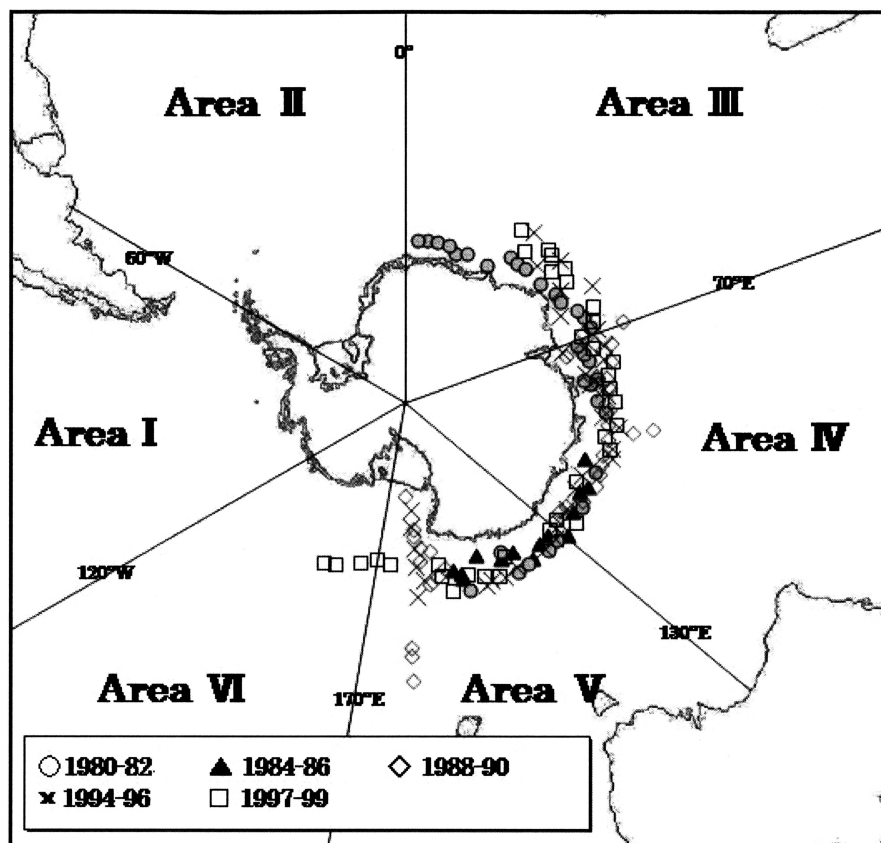 0°
Area II
Area III
60°W
70°E
Area I
Area IV
120°W
130°E
Area VI
170°E
Area V
1980-82
1984-86
1988-90
1994-96
1997-99